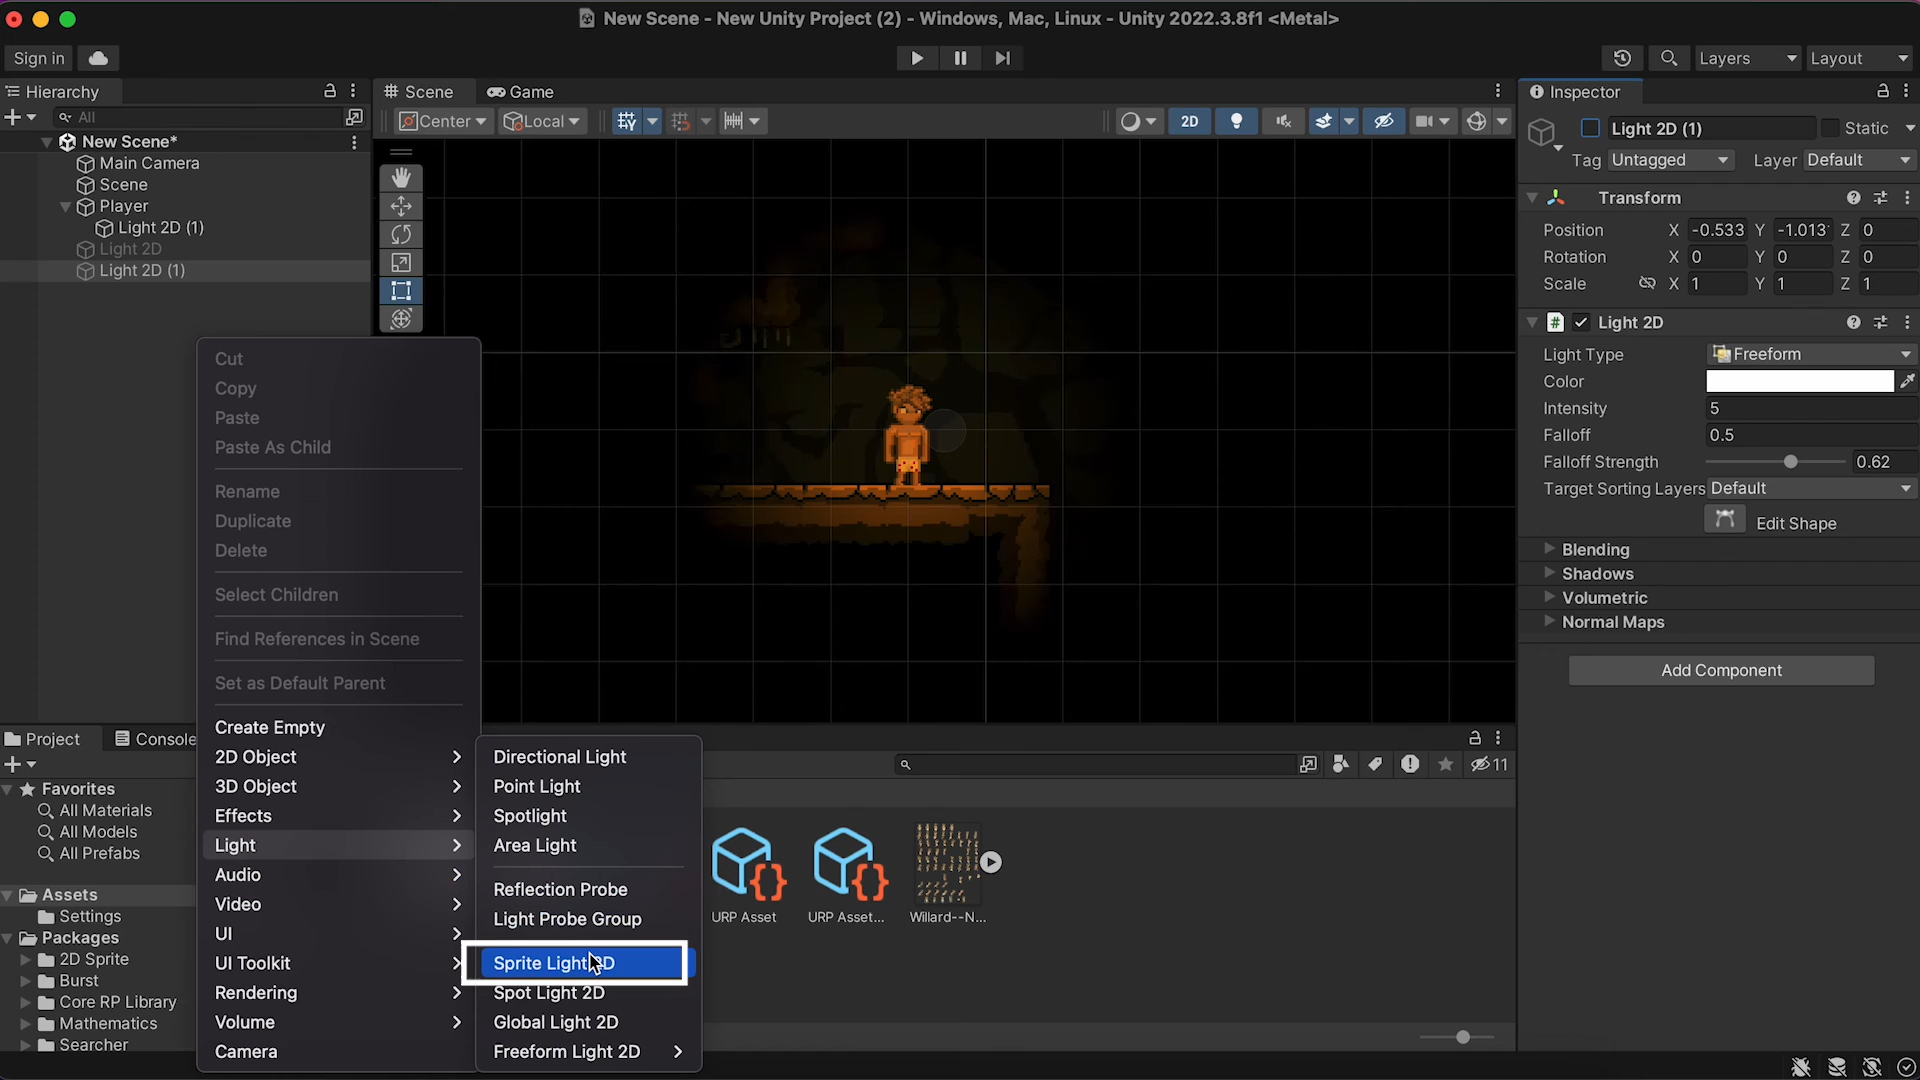 New Scene - New Unity Project (2) - Windows, Mac, Linux - Unity 2022.3.8f1 <Metal>
Sign in
Layers
Layout
Hierarchy
All
New Scene*
Main Camera
Scene
Player
Light 2D (1)
Light 2D
Light 2D (1)
Scene
Game
Center
Local
2D
Inspector
Light 2D (1)
Static
Tag
Untagged
Layer
Default
Transform
Position
X
-0.533
Y
-1.013
Z
0
Rotation
X
0
Y
0
Z
0
Scale
X
1
Y
1
Z
1
Light 2D
Light Type
Freeform
Color
Intensity
5
Falloff
0.5
Falloff Strength
0.62
Target Sorting Layers
Default
Edit Shape
Blending
Shadows
Volumetric
Normal Maps
Add Component
Cut
Copy
Paste
Paste As Child
Rename
Duplicate
Delete
Select Children
Find References in Scene
Set as Default Parent
Create Empty
2D Object
3D Object
Effects
Light
Audio
Video
UI
UI Toolkit
Rendering
Volume
Camera
Directional Light
Point Light
Spotlight
Area Light
Reflection Probe
Light Probe Group
Sprite Light 2D
Spot Light 2D
Global Light 2D
Freeform Light 2D
Project
Console
Favorites
All Materials
All Models
All Prefabs
Assets
Settings
Packages
2D Sprite
Burst
Core RP Library
Mathematics
Searcher
11
URP Asset
URP Asset...
Willard--N...